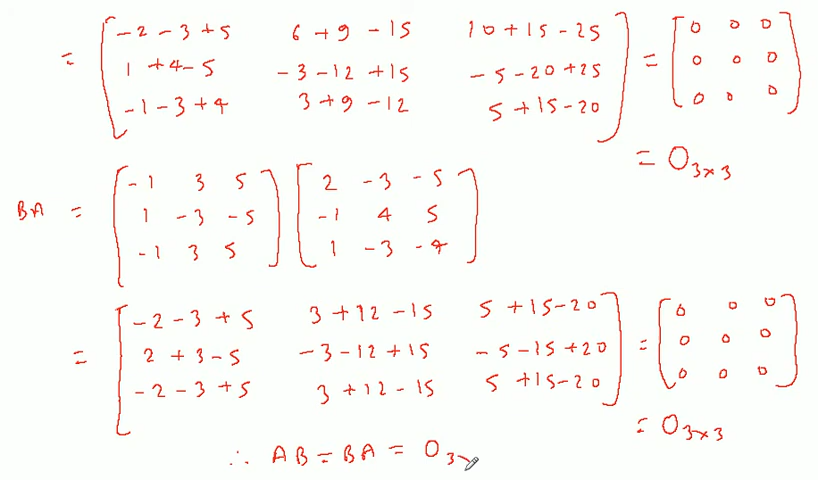 = [ -2-3+5 6+9-15 10+15-25 ] = [ 0 0 0 ]
1+4-5 -3-12+15 -5-20+25 0 0 0
-1-3+4 3+9-12 5+15-20 0 0 0
= O3×3
BA = [ -1 3 5 ] [ 2 -3 -5 ]
1 -3 -5 -1 4 5
-1 3 5 1 -3 -4
= [ -2-3+5 3+12-15 5+15-20 ] = [ 0 0 0 ]
2+3-5 -3-12+15 -5-15+20 0 0 0
-2-3+5 3+12-15 5+15-20 0 0 0
= O3×3
∴ AB = BA = O3